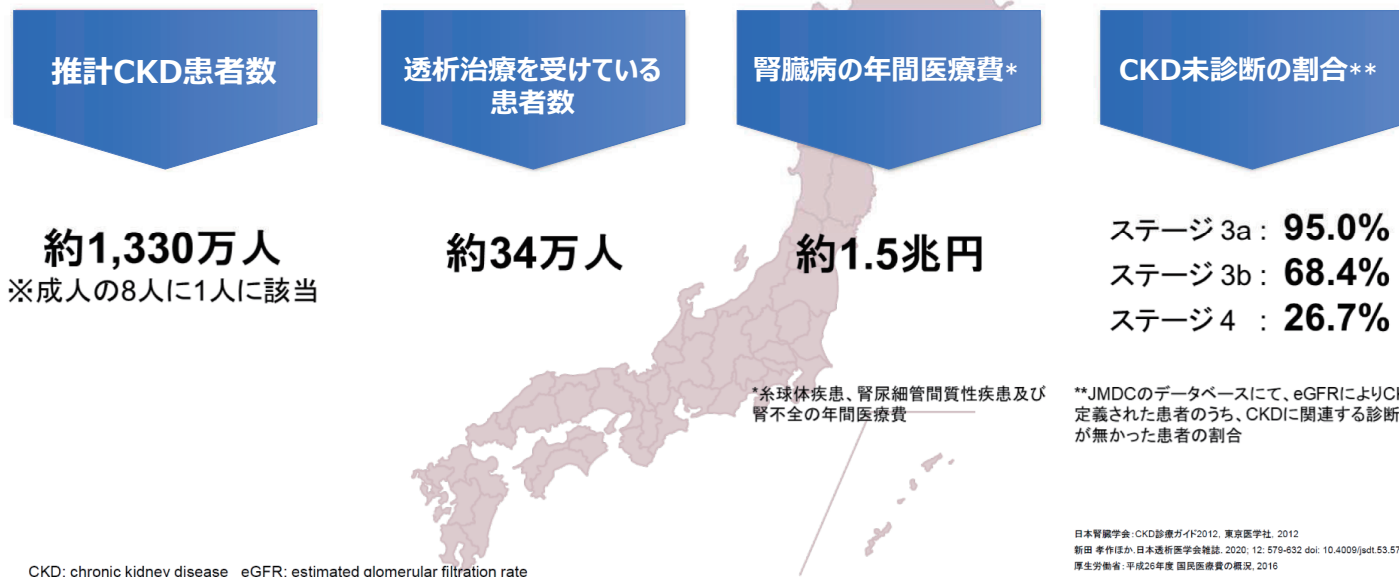 推計CKD患者数
約1,330万人
※成人の8人に1人に該当
透析治療を受けている
患者数
約34万人
腎臓病の年間医療費*
約1.5兆円
*糸球体疾患、腎尿細管間質性疾患及び
腎不全の年間医療費
CKD未診断の割合**
ステージ 3a : 95.0%
ステージ 3b : 68.4%
ステージ 4 : 26.7%
**JMDCのデータベースにて、eGFRによりC
定義された患者のうち、CKDに関連する診断
が無かった患者の割合
日本腎臓学会:CKD診療ガイド2012, 東京医学社, 2012
新田 孝作ほか.日本透析医学会雑誌. 2020; 12: 579-632 doi: 10.4009/jsdt.53.57
厚生労働省: 平成26年度 国民医療費の概況, 2016
CKD: chronic kidney disease eGFR: estimated glomerular filtration rate